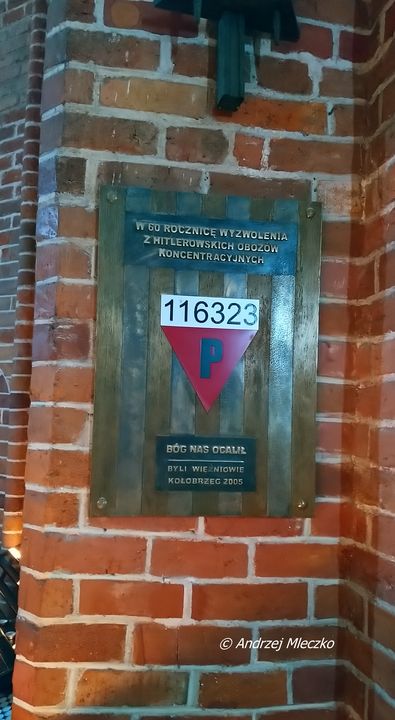 W 60 ROCZNICĘ WYZWOLENIA
Z HITLEROWSKICH OBOZÓW
KONCENTRACYJNYCH
116323
P
BÓG NAS OCALIŁ
BYLI WIĘŹNIOWIE
KOŁOBRZEG 2005
© Andrzej Mleczko